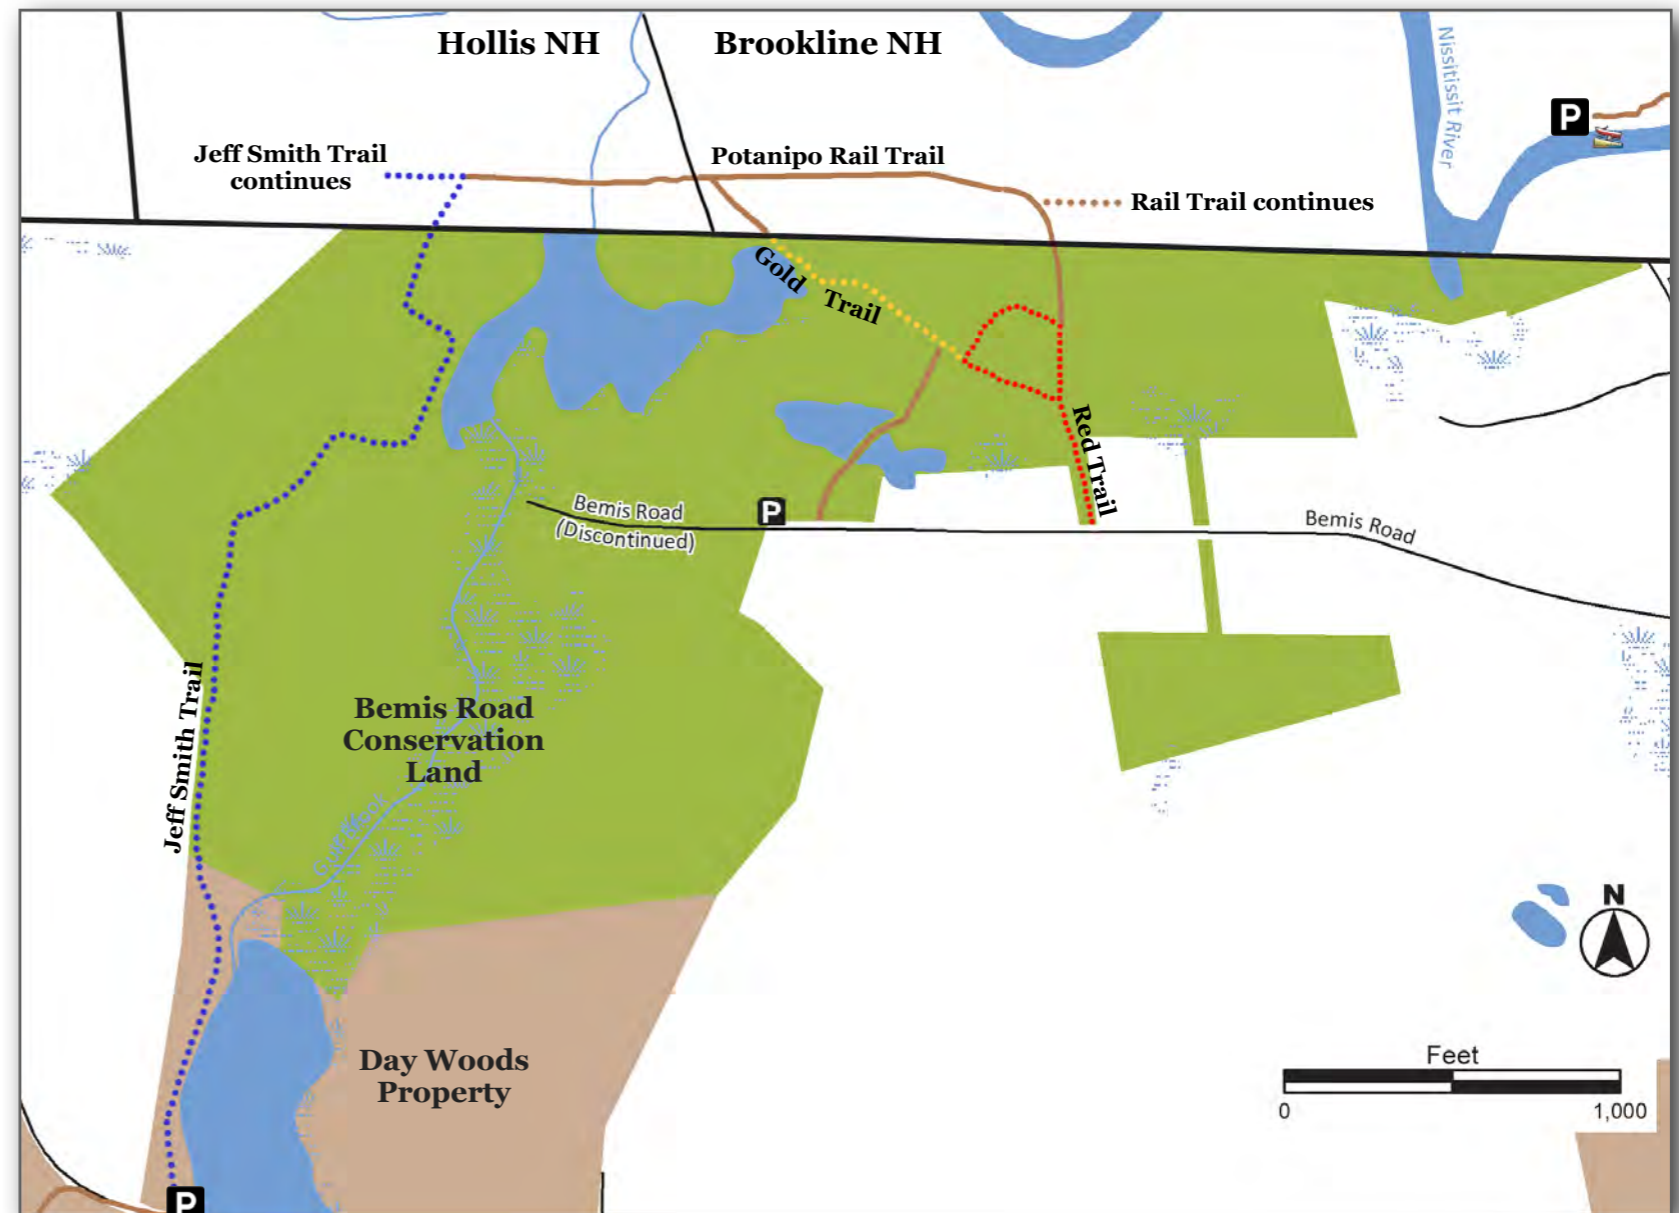 Hollis NH
Brookline NH
Nissitissit River
P
Jeff Smith Trail
continues
Potanipo Rail Trail
Rail Trail continues
Gold Trail
Red Trail
Bemis Road
(Discontinued)
P
Bemis Road
Jeff Smith Trail
Bemis Road
Conservation
Land
Gulf Brook
N
Day Woods
Property
Feet
0 1,000
P